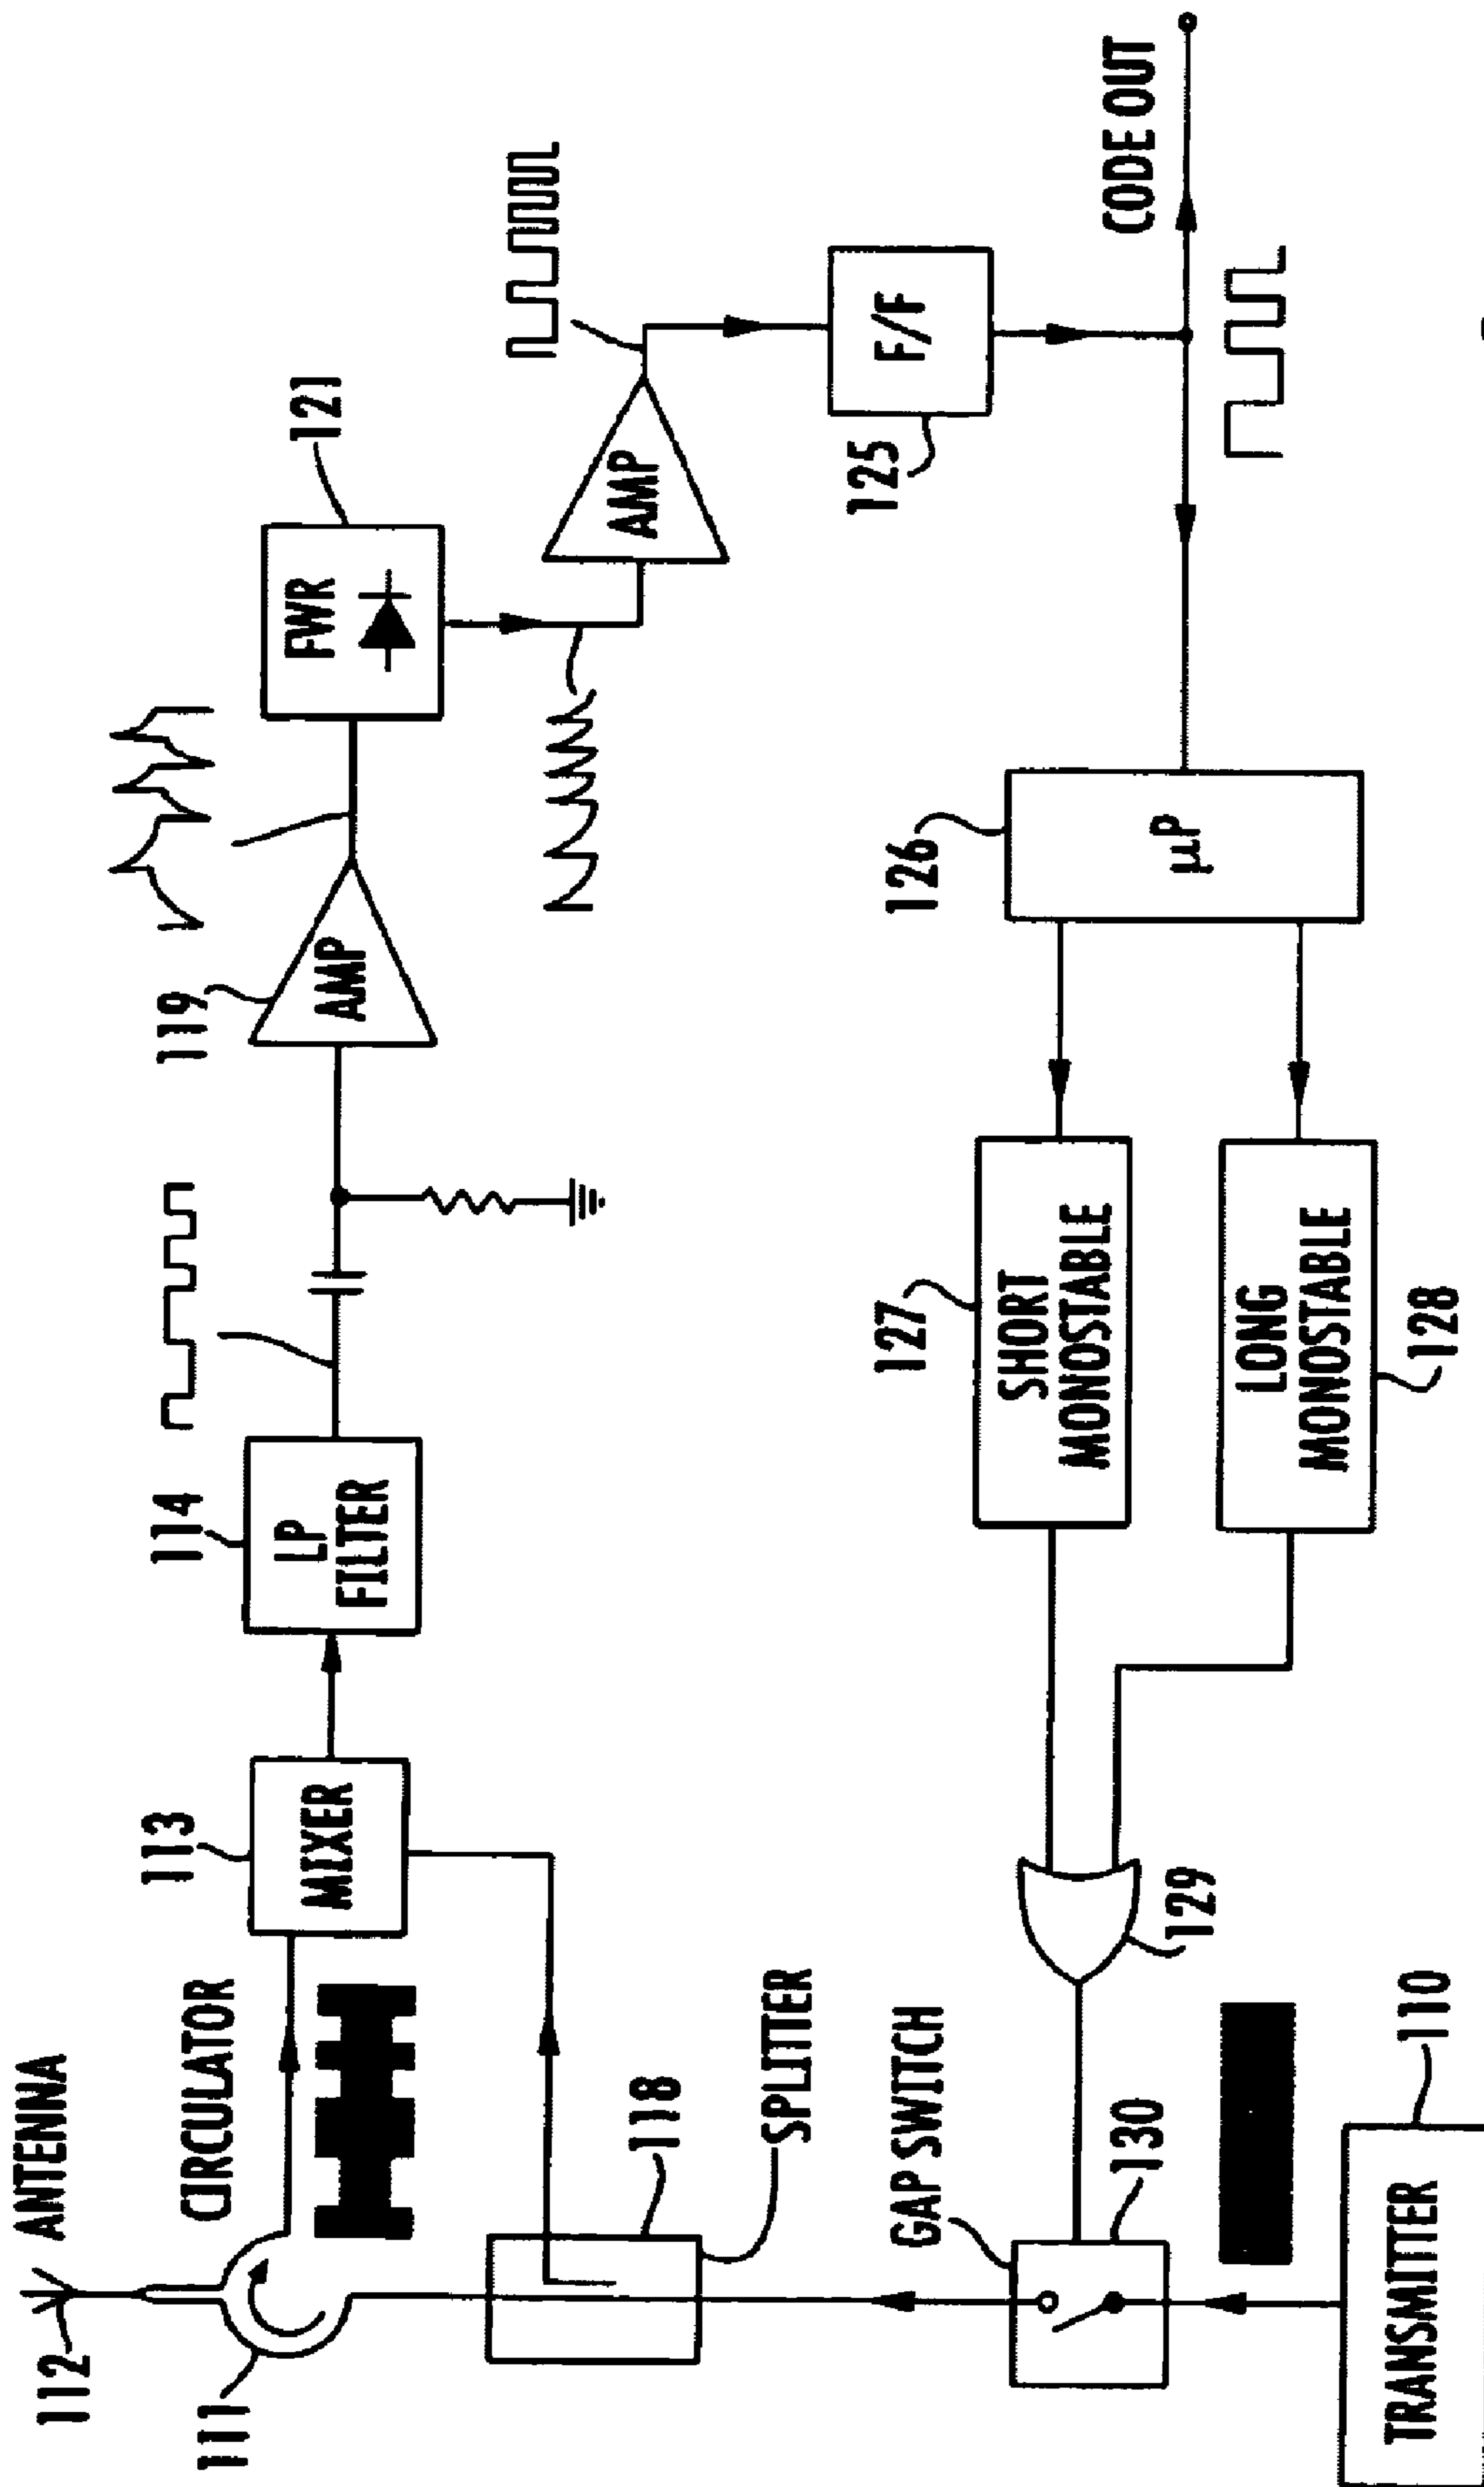 112
ANTENNA
111
CIRCULATOR
113
MIXER
114
LP
FILTER
119
AMP
FWR
121
118
SPLITTER
AMP
F/F
125
CODE OUT
GAP SWITCH
130
129
127
SHORT
MONOSTABLE
126
µP
LONG
MONOSTABLE
128
TRANSMITTER
110